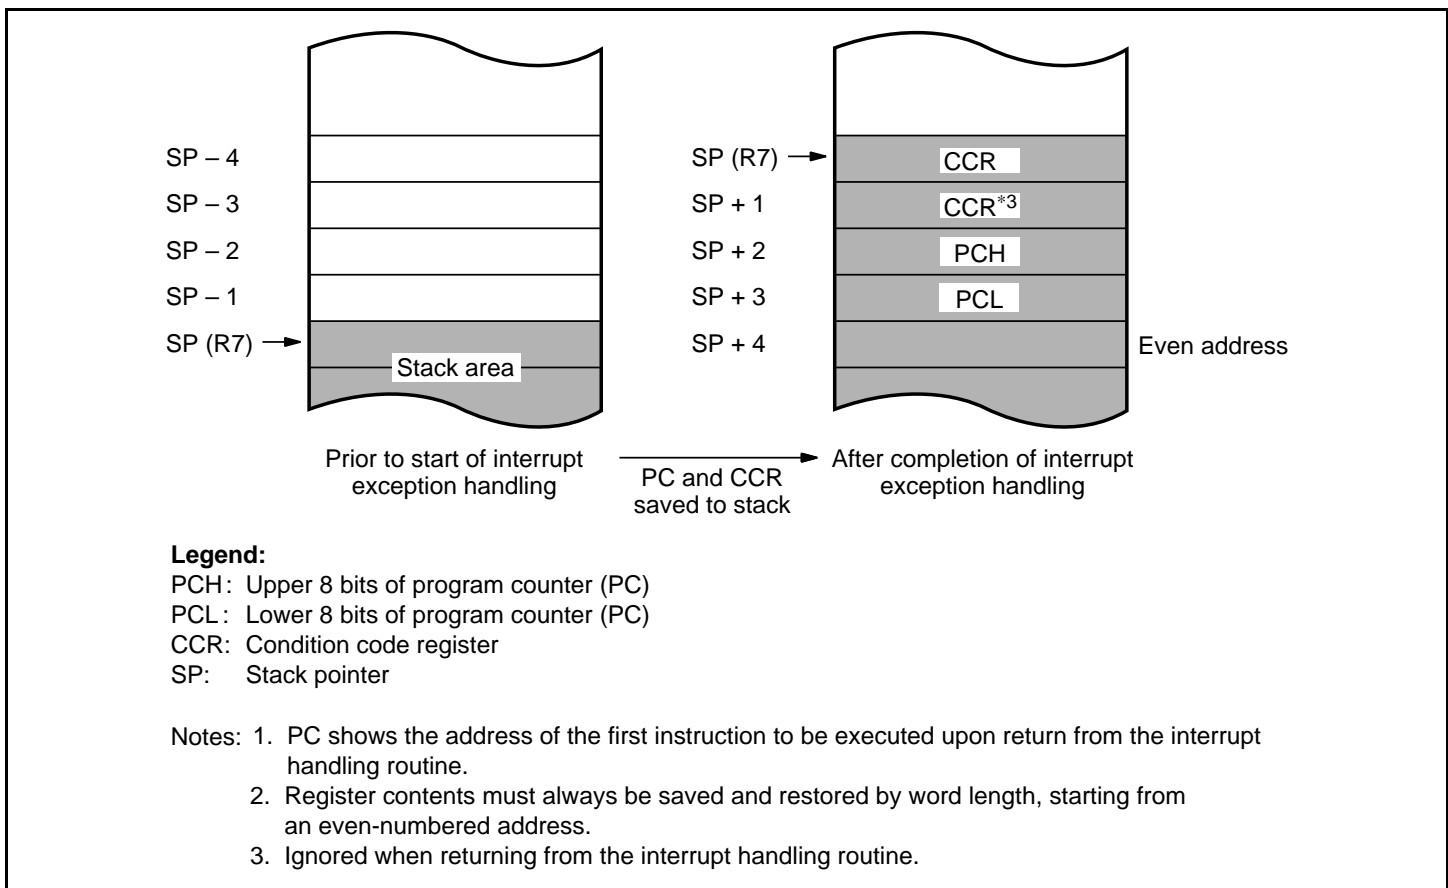 SP – 4
SP – 3
SP – 2
SP – 1
SP (R7)
Stack area
SP (R7)
SP + 1
SP + 2
SP + 3
SP + 4
CCR
CCR*3
PCH
PCL
Even address
Prior to start of interrupt
exception handling
PC and CCR
saved to stack
After completion of interrupt
exception handling
Legend:
PCH: Upper 8 bits of program counter (PC)
PCL: Lower 8 bits of program counter (PC)
CCR: Condition code register
SP: Stack pointer
Notes: 1. PC shows the address of the first instruction to be executed upon return from the interrupt
handling routine.
2. Register contents must always be saved and restored by word length, starting from
an even-numbered address.
3. Ignored when returning from the interrupt handling routine.